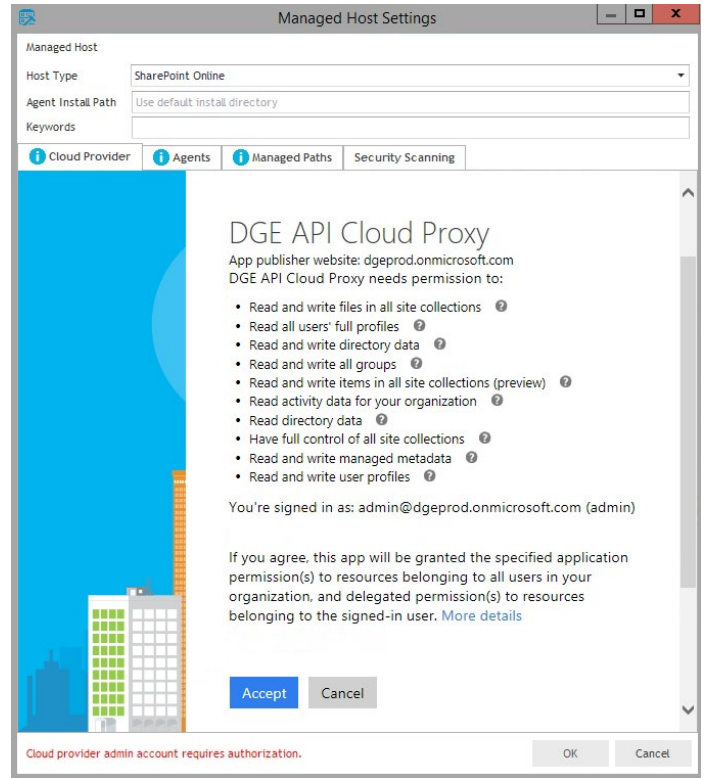 Managed Host Settings
Managed Host
Host Type SharePoint Online
Agent Install Path Use default install directory
Keywords
Cloud Provider Agents Managed Paths Security Scanning
DGE API Cloud Proxy
App publisher website: dgeprod.onmicrosoft.com
DGE API Cloud Proxy needs permission to:
• Read and write files in all site collections
• Read all users' full profiles
• Read and write directory data
• Read and write all groups
• Read and write items in all site collections (preview)
• Read activity data for your organization
• Read directory data
• Have full control of all site collections
• Read and write managed metadata
• Read and write user profiles
You're signed in as: admin@dgeprod.onmicrosoft.com (admin)
If you agree, this app will be granted the specified application
permission(s) to resources belonging to all users in your
organization, and delegated permission(s) to resources
belonging to the signed-in user. More details
Accept Cancel
Cloud provider admin account requires authorization. OK Cancel